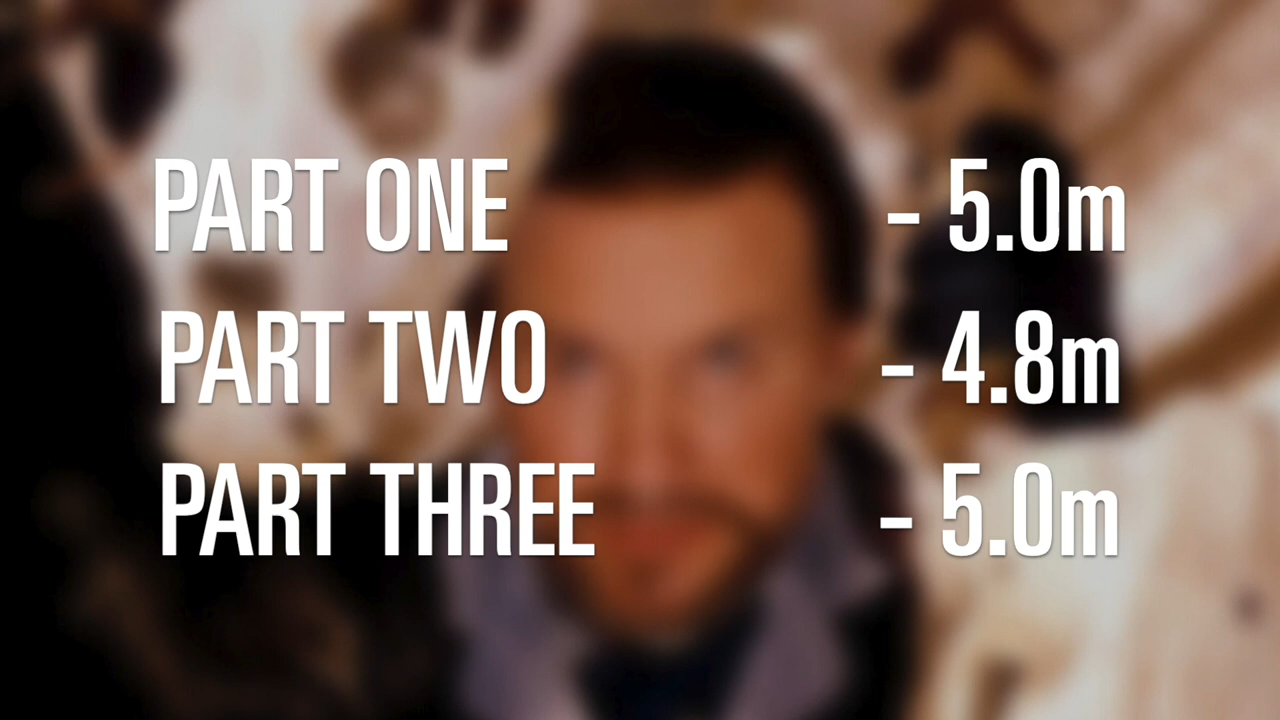 PART ONE – 5.0m
PART TWO – 4.8m
PART THREE – 5.0m